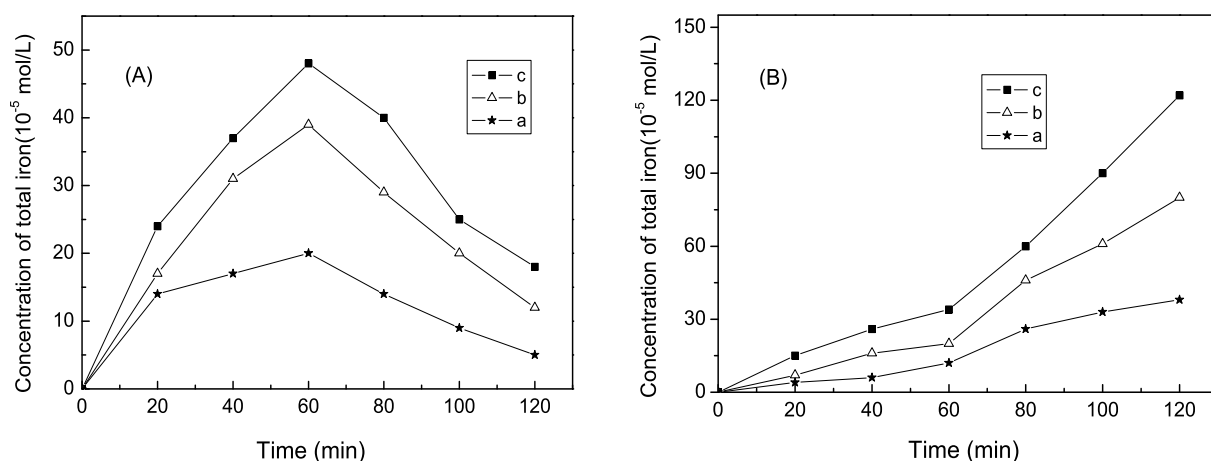 Concentration of total iron(10⁻⁵ mol/L)
50
40
30
20
10
0
(A)
c
b
a
0 20 40 60 80 100 120
Time (min)
Concentration of total iron(10⁻⁵ mol/L)
150
120
90
60
30
0
(B)
c
b
a
0 20 40 60 80 100 120
Time (min)